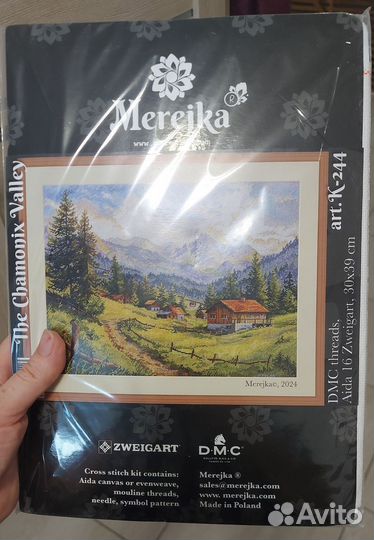 Merejka
R
www.
The Chamonix Valley
art. K-244
DMC threads,
Aida 16 Zweigart, 30x39 cm
Merejka©, 2024
ZWEIGART
DMC
Cross stitch kit contains:
Aida canvas or evenweave,
mouline threads,
needle, symbol pattern
Merejka ®
sales@merejka.com
www.merejka.com
Made in Poland
Avito